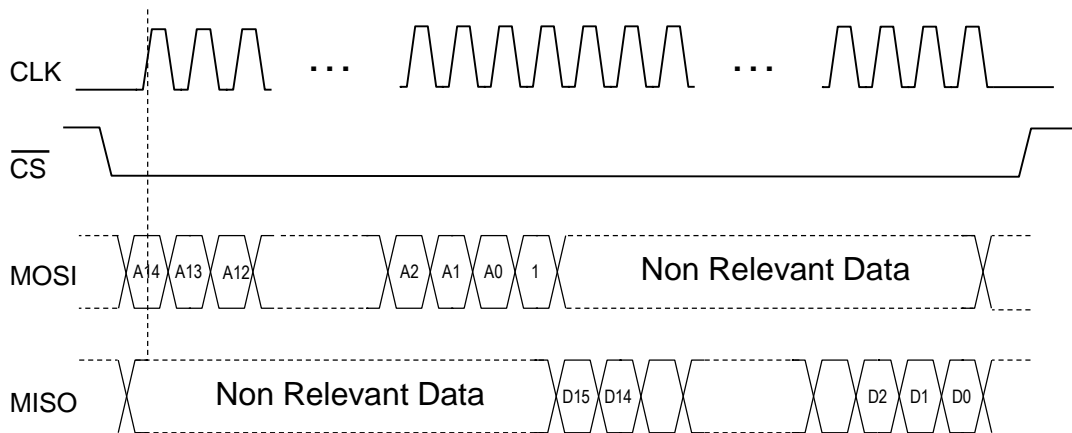 CLK ... ...
C̅S̅
MOSI A14 A13 A12 A2 A1 A0 1 Non Relevant Data
MISO Non Relevant Data D15 D14 D2 D1 D0